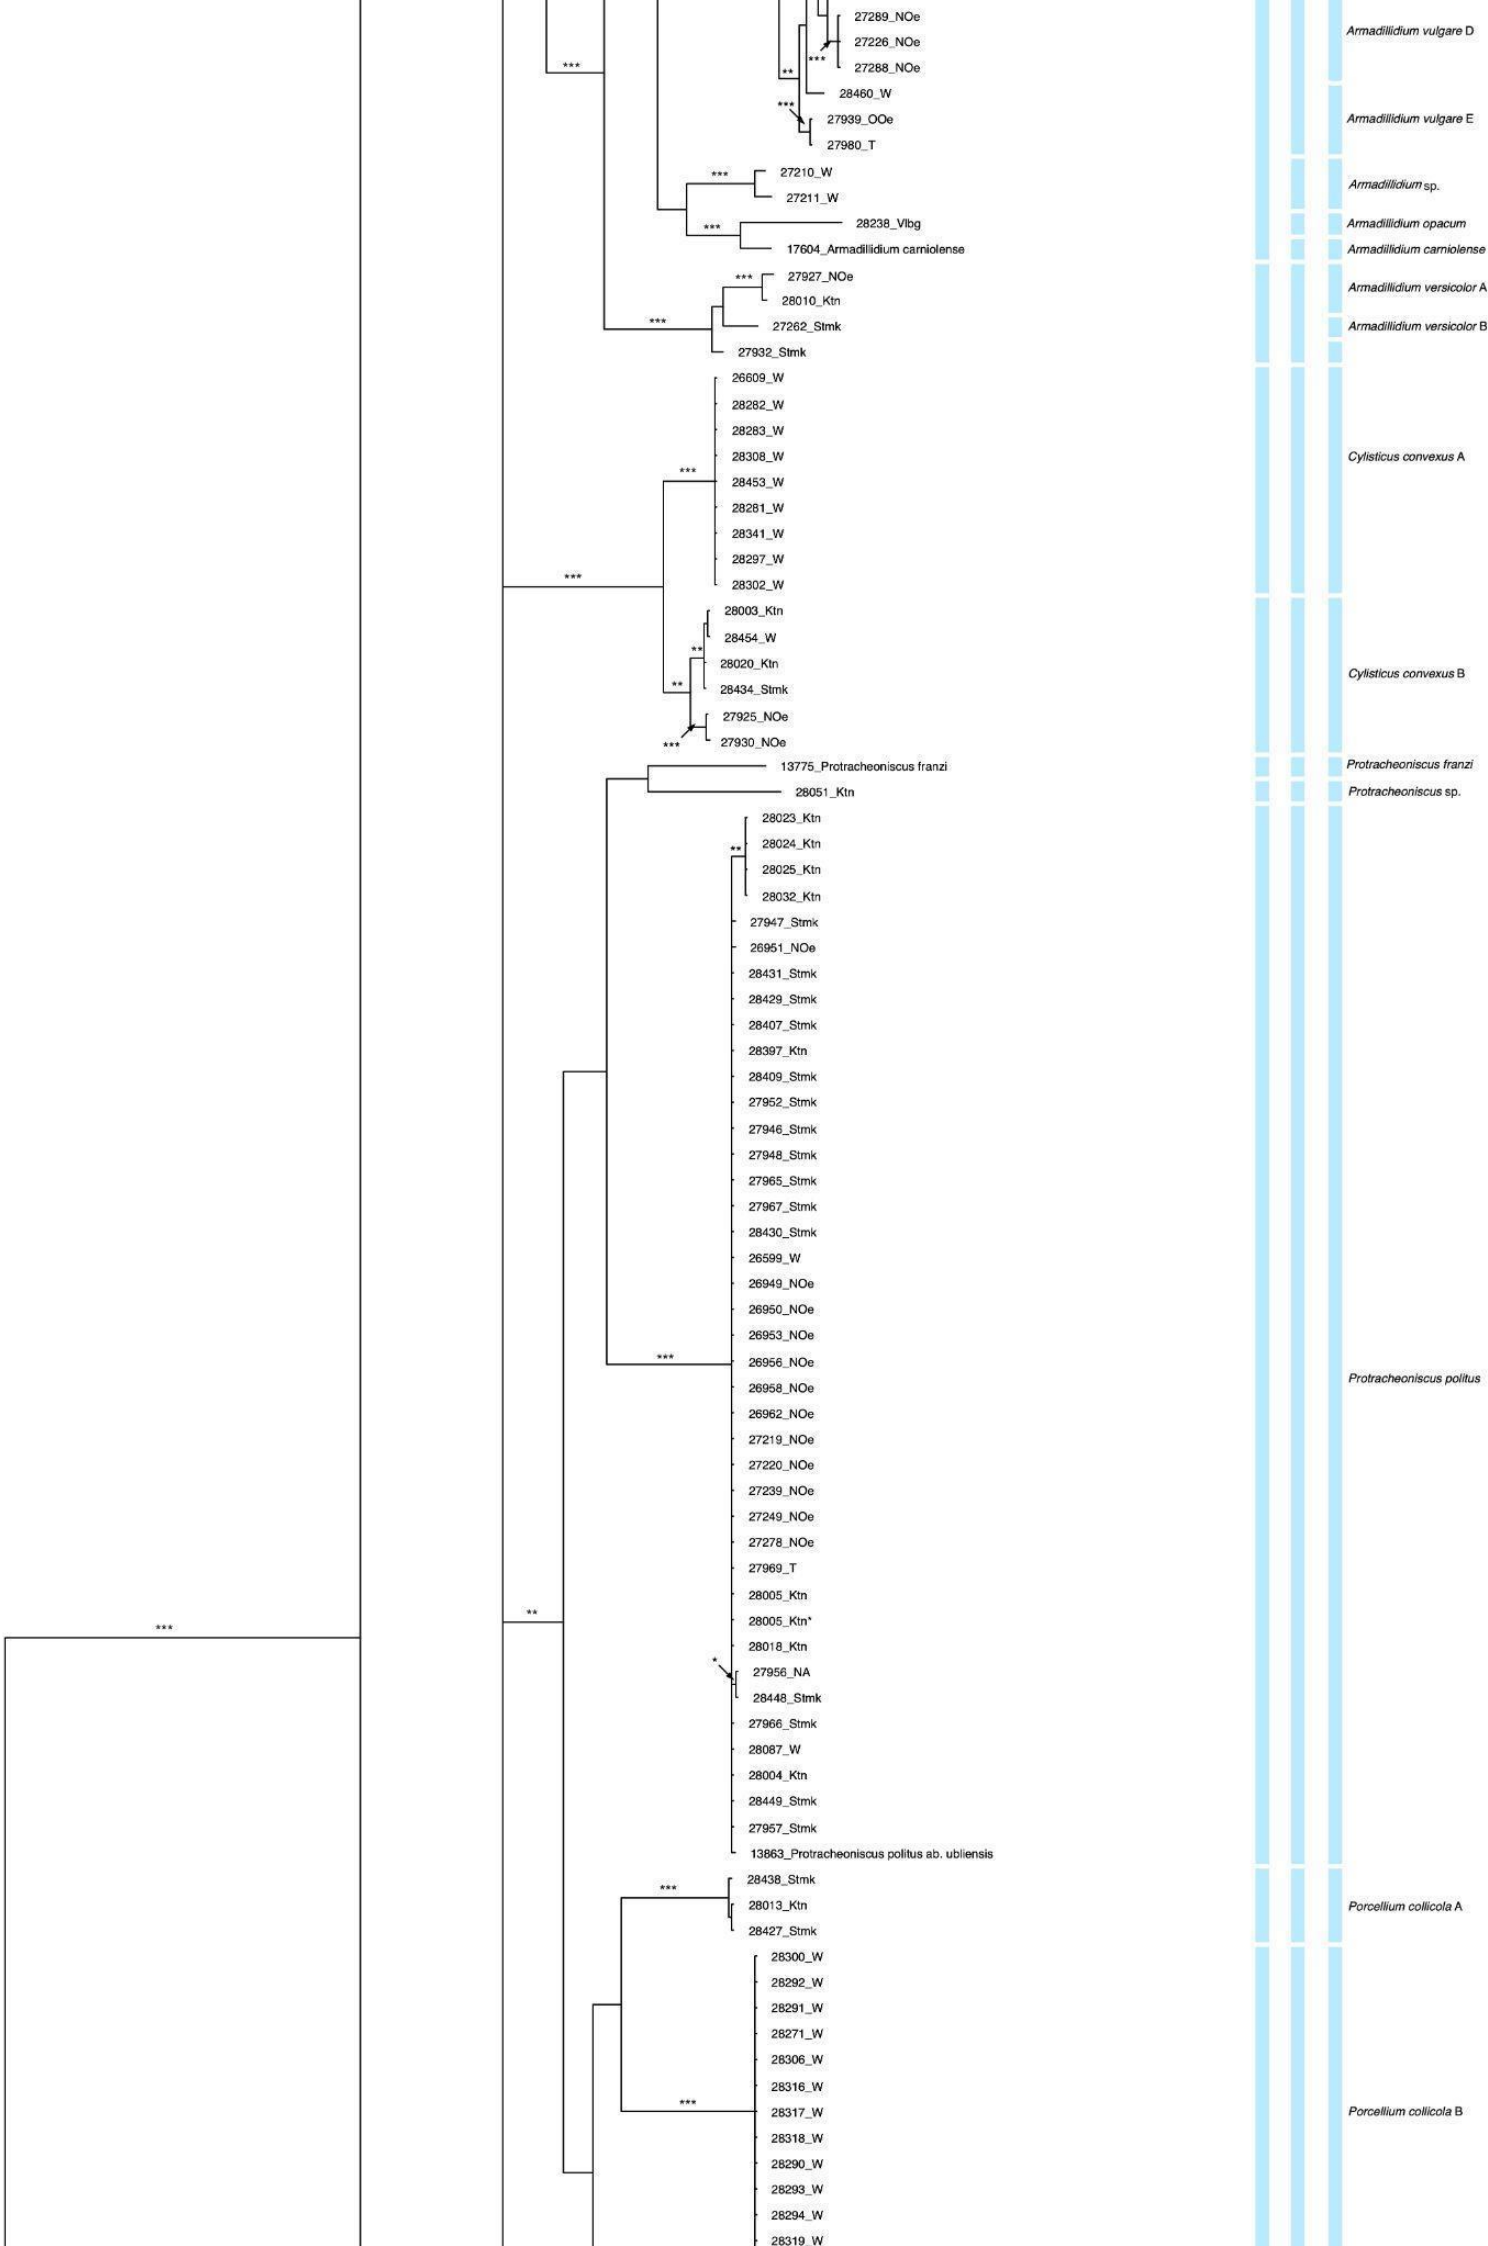 27289_NOe
Armadillidium vulgare D
27226_NOe
***
27288_NOe
***
**
28460_W
***
27939_OOe
Armadillidium vulgare E
27980_T
27210_W
***
Armadillidium sp.
27211_W
28238_Vlbg
Armadillidium opacum
***
17604_Armadillidium carniolense
Armadillidium carniolense
27927_NOe
***
Armadillidium versicolor A
28010_Ktn
***
27262_Stmk
Armadillidium versicolor B
27932_Stmk
26609_W
28282_W
28283_W
28308_W
Cylisticus convexus A
***
28453_W
28281_W
28341_W
28297_W
***
28302_W
28003_Ktn
28454_W
**
28020_Ktn
Cylisticus convexus B
**
28434_Stmk
27925_NOe
***
27930_NOe
13775_Protracheoniscus franzi
Protracheoniscus franzi
28051_Ktn
Protracheoniscus sp.
28023_Ktn
28024_Ktn
**
28025_Ktn
28032_Ktn
27947_Stmk
26951_NOe
28431_Stmk
28429_Stmk
28407_Stmk
28397_Ktn
28409_Stmk
27952_Stmk
27946_Stmk
27948_Stmk
27965_Stmk
27967_Stmk
28430_Stmk
26599_W
26949_NOe
26950_NOe
26953_NOe
***
26956_NOe
Protracheoniscus politus
26958_NOe
26962_NOe
27219_NOe
27220_NOe
27239_NOe
27249_NOe
27278_NOe
27969_T
28005_Ktn
**
28005_Ktn*
***
28018_Ktn
*
27956_NA
28448_Stmk
27966_Stmk
28087_W
28004_Ktn
28449_Stmk
27957_Stmk
13863_Protracheoniscus politus ab. ubliensis
28438_Stmk
***
28013_Ktn
Porcellium collicola A
28427_Stmk
28300_W
28292_W
28291_W
28271_W
28306_W
28316_W
***
28317_W
Porcellium collicola B
28318_W
28290_W
28293_W
28294_W
28319_W